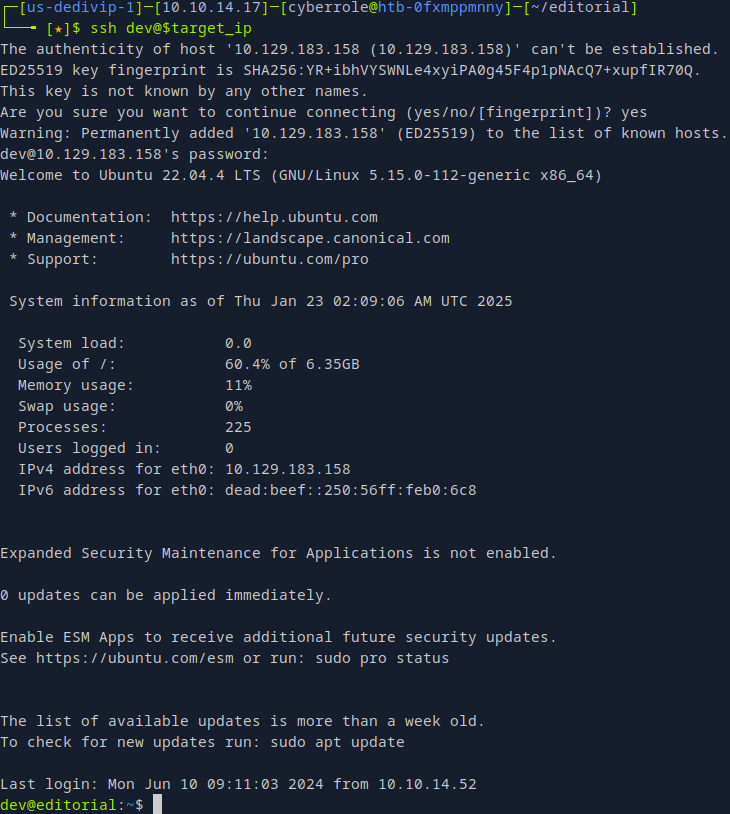 ┌─[us-dedivip-1]─[10.10.14.17]─[cyberrole@htb-0fxmppmnny]─[~/editorial]
└──╼ [★]$ ssh dev@$target_ip
The authenticity of host '10.129.183.158 (10.129.183.158)' can't be established.
ED25519 key fingerprint is SHA256:YR+ibhVYSWNLe4xyiPA0g45F4p1pNAcQ7+xupfIR70Q.
This key is not known by any other names.
Are you sure you want to continue connecting (yes/no/[fingerprint])? yes
Warning: Permanently added '10.129.183.158' (ED25519) to the list of known hosts.
dev@10.129.183.158's password:
Welcome to Ubuntu 22.04.4 LTS (GNU/Linux 5.15.0-112-generic x86_64)

 * Documentation:  https://help.ubuntu.com
 * Management:     https://landscape.canonical.com
 * Support:        https://ubuntu.com/pro

 System information as of Thu Jan 23 02:09:06 AM UTC 2025

  System load:           0.0
  Usage of /:            60.4% of 6.35GB
  Memory usage:          11%
  Swap usage:            0%
  Processes:             225
  Users logged in:       0
  IPv4 address for eth0: 10.129.183.158
  IPv6 address for eth0: dead:beef::250:56ff:feb0:6c8

Expanded Security Maintenance for Applications is not enabled.

0 updates can be applied immediately.

Enable ESM Apps to receive additional future security updates.
See https://ubuntu.com/esm or run: sudo pro status

The list of available updates is more than a week old.
To check for new updates run: sudo apt update

Last login: Mon Jun 10 09:11:03 2024 from 10.10.14.52
dev@editorial:~$